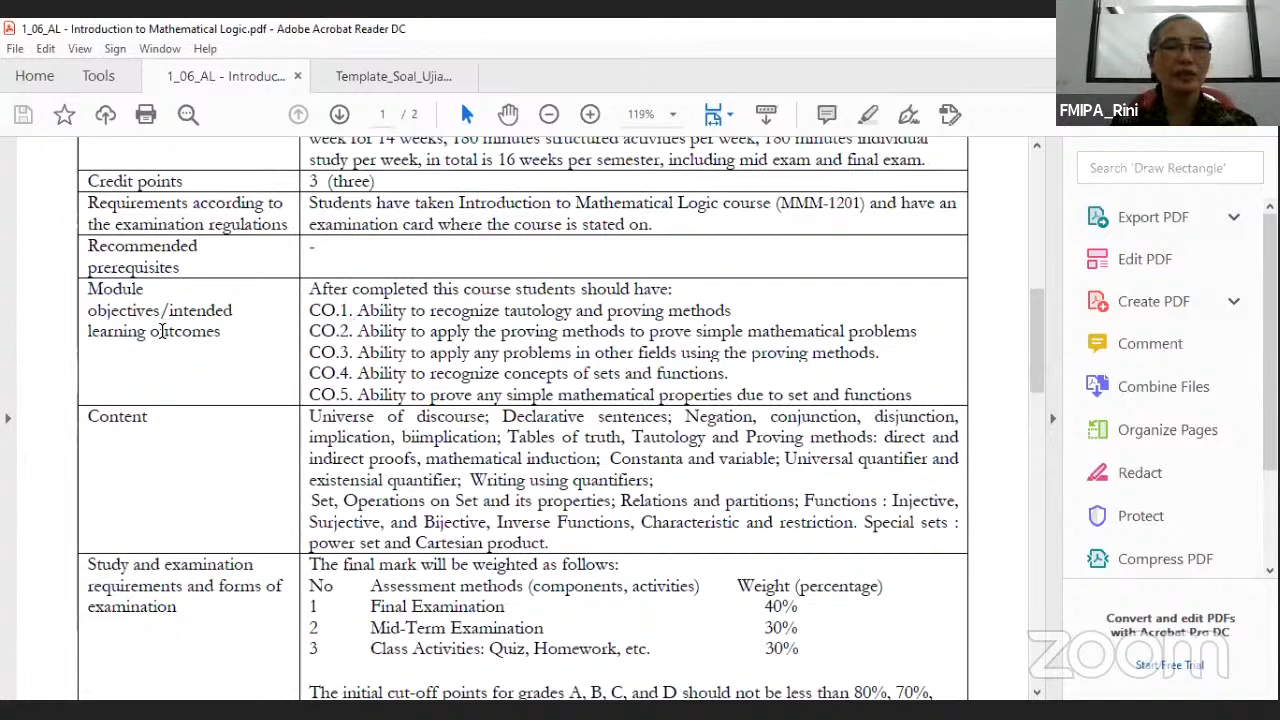 1_06_AL - Introduction to Mathematical Logic.pdf - Adobe Acrobat Reader DC
File Edit View Sign Window Help
Home Tools 1_06_AL - Introduc... × Template_Soal_Ujia...
1 / 2 119%
FMIPA_Rini
week for 14 weeks, 180 minutes structured activities per week, 180 minutes individual
study per week, in total is 16 weeks per semester, including mid exam and final exam.
Credit points 3 (three)
Requirements according to
the examination regulations
Students have taken Introduction to Mathematical Logic course (MMM-1201) and have an
examination card where the course is stated on.
Recommended
prerequisites
-
Module
objectives/intended
learning outcomes
After completed this course students should have:
CO.1. Ability to recognize tautology and proving methods
CO.2. Ability to apply the proving methods to prove simple mathematical problems
CO.3. Ability to apply any problems in other fields using the proving methods.
CO.4. Ability to recognize concepts of sets and functions.
CO.5. Ability to prove any simple mathematical properties due to set and functions
Content
Universe of discourse; Declarative sentences; Negation, conjunction, disjunction,
implication, biimplication; Tables of truth, Tautology and Proving methods: direct and
indirect proofs, mathematical induction; Constanta and variable; Universal quantifier and
existensial quantifier; Writing using quantifiers;
Set, Operations on Set and its properties; Relations and partitions; Functions : Injective,
Surjective, and Bijective, Inverse Functions, Characteristic and restriction. Special sets :
power set and Cartesian product.
Study and examination
requirements and forms of
examination
The final mark will be weighted as follows:
No Assessment methods (components, activities) Weight (percentage)
1 Final Examination 40%
2 Mid-Term Examination 30%
3 Class Activities: Quiz, Homework, etc. 30%
The initial cut-off points for grades A, B, C, and D should not be less than 80%, 70%,
Search 'Draw Rectangle'
Export PDF
Edit PDF
Create PDF
Comment
Combine Files
Organize Pages
Redact
Protect
Compress PDF
Convert and edit PDFs
with Acrobat Pro DC
Start Free Trial
zoom